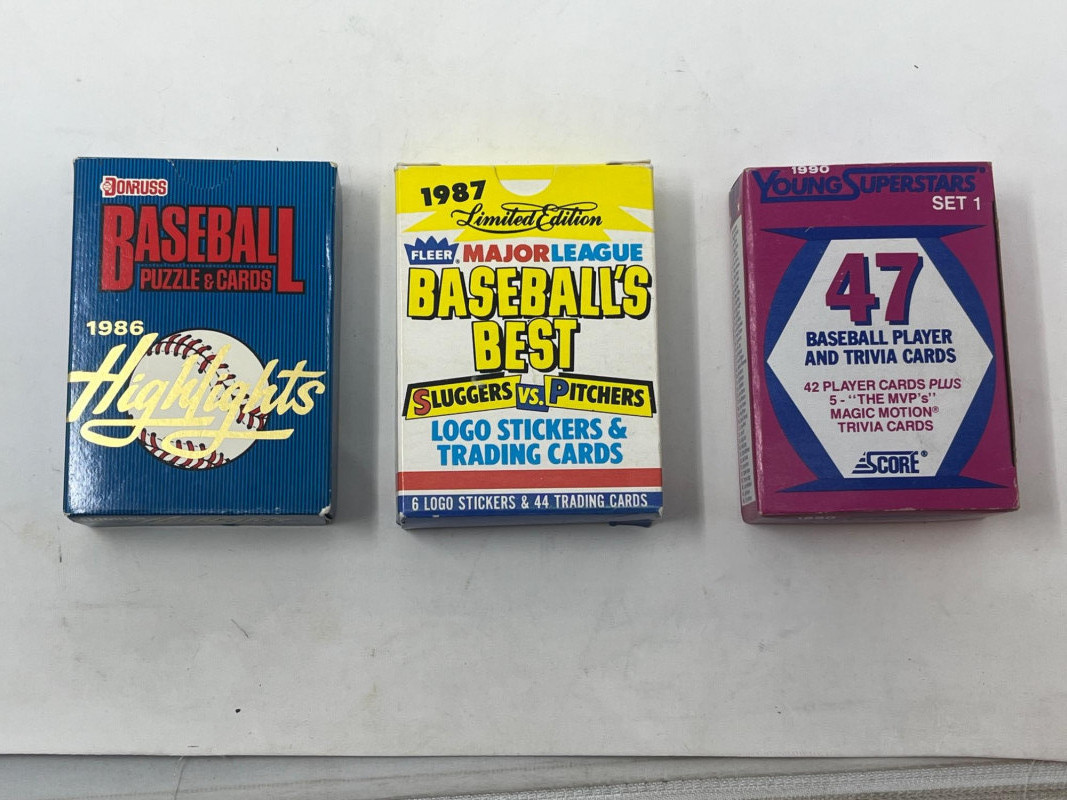 DONRUSS
BASEBALL
PUZZLE & CARDS
1986
Highlights
1987
Limited Edition
FLEER® MAJOR LEAGUE
BASEBALL'S
BEST
SLUGGERS VS. PITCHERS
LOGO STICKERS &
TRADING CARDS
6 LOGO STICKERS & 44 TRADING CARDS
1990
YOUNG SUPERSTARS®
SET 1
47
BASEBALL PLAYER
AND TRIVIA CARDS
42 PLAYER CARDS PLUS
5 - "THE MVP's"
MAGIC MOTION®
TRIVIA CARDS
SCORE®
1990